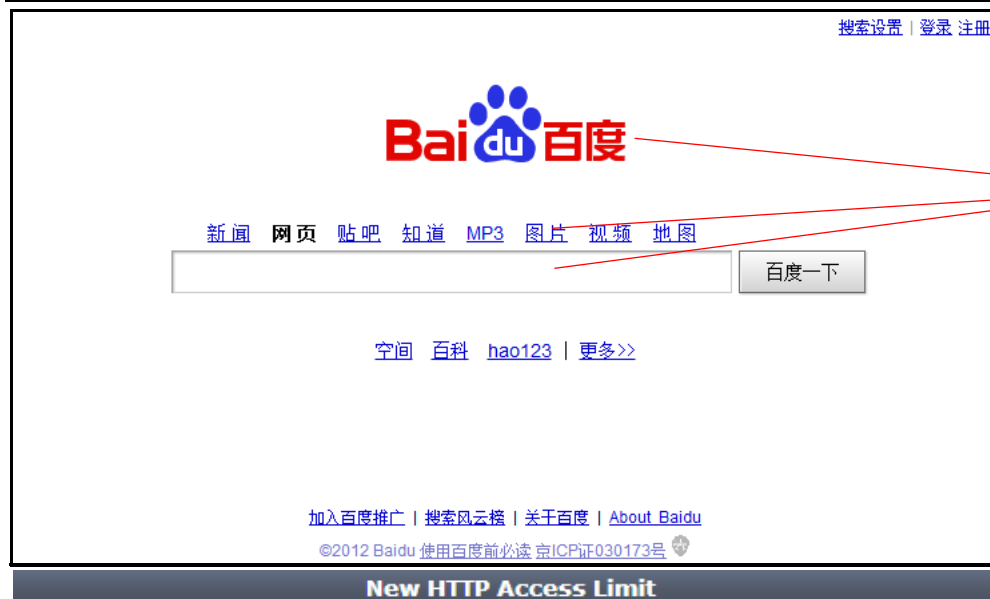 搜索设置 | 登录 注册
Bai du 百度
新闻 网页 贴吧 知道 MP3 图片 视频 地图
百度一下
空间 百科 hao123 | 更多>>
加入百度推广 | 搜索风云榜 | 关于百度 | About Baidu
©2012 Baidu 使用百度前必读 京ICP证030173号
New HTTP Access Limit